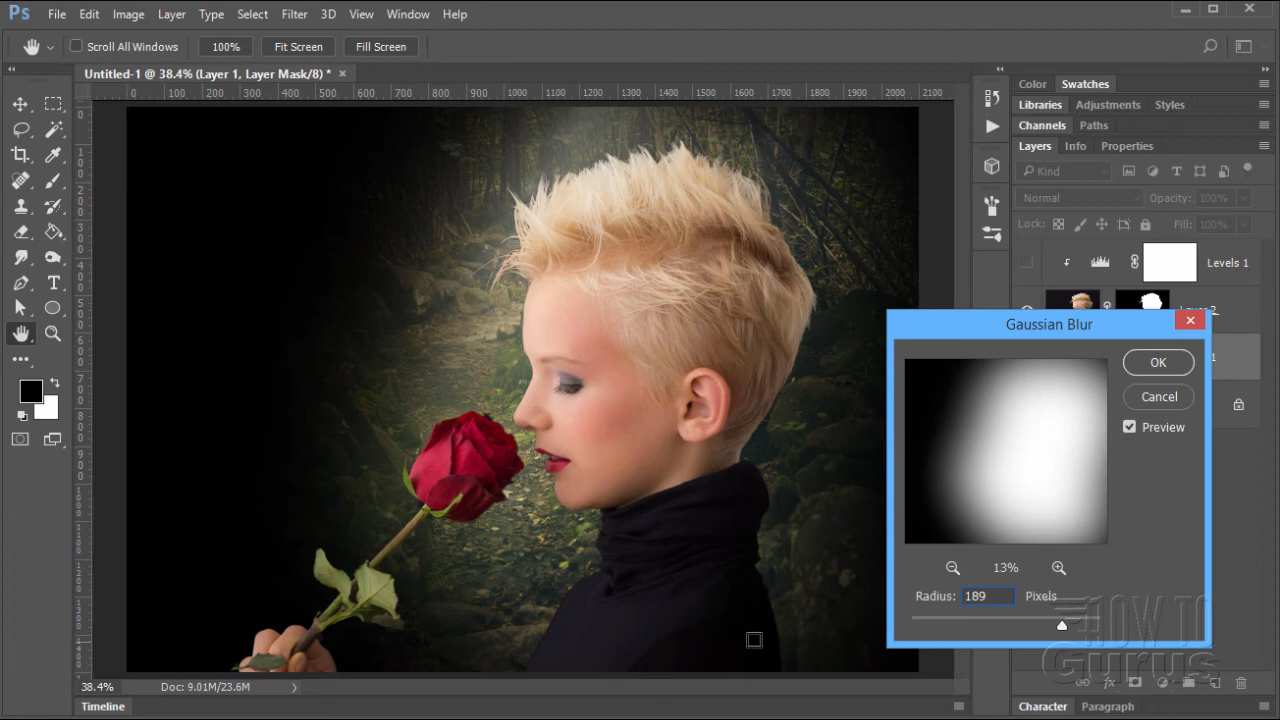 Ps File Edit Image Layer Type Select Filter 3D View Window Help
Scroll All Windows 100% Fit Screen Fill Screen
Untitled-1 @ 38.4% (Layer 1, Layer Mask/8) *
Color Swatches
0 100 200 300 400 500 600 700 800 900 1000 1100 1200 1300 1400 1500 1600 1700 1800 1900 2000 2100
Libraries Adjustments Styles
Channels Paths
Layers Info Properties
Kind
Normal Opacity: 100%
Lock: Fill: 100%
Levels 1
Gaussian Blur
OK
Cancel
Preview
13%
Radius: 189 Pixels
HOW TO
Gurus
38.4% Doc: 9.01M/23.6M
Timeline
Character Paragraph